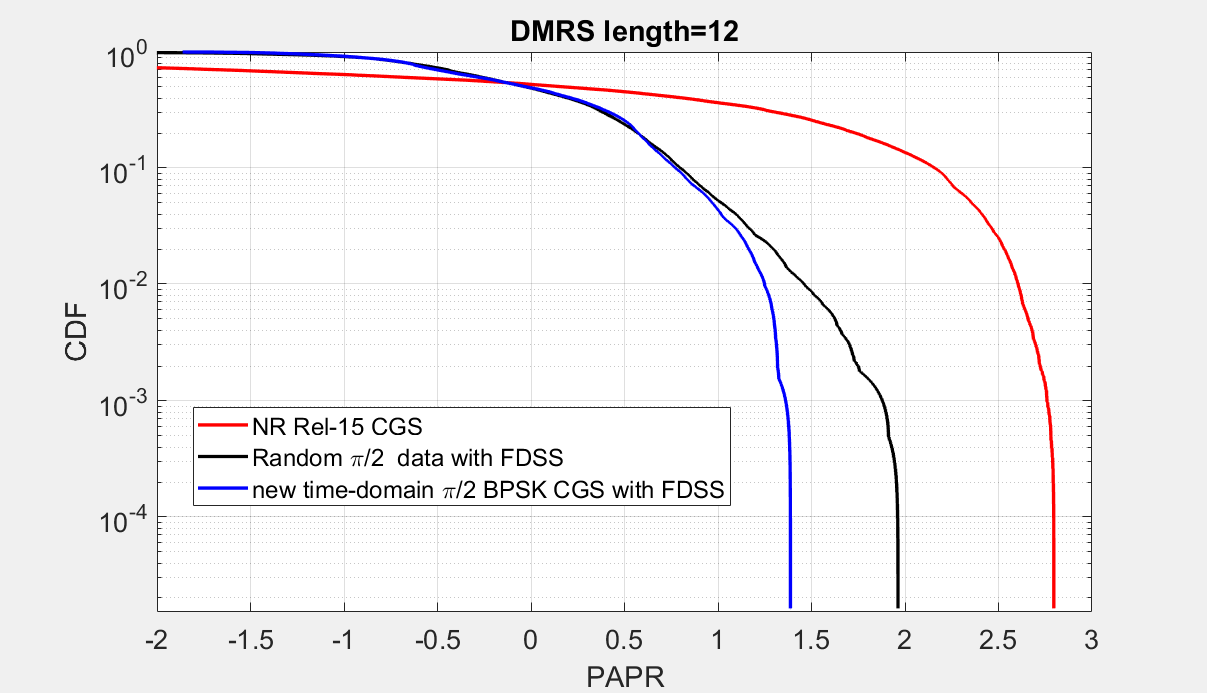 DMRS length=12
10^0
10^-1
10^-2
10^-3
10^-4
CDF
NR Rel-15 CGS
Random π/2 data with FDSS
new time-domain π/2 BPSK CGS with FDSS
-2 -1.5 -1 -0.5 0 0.5 1 1.5 2 2.5 3
PAPR